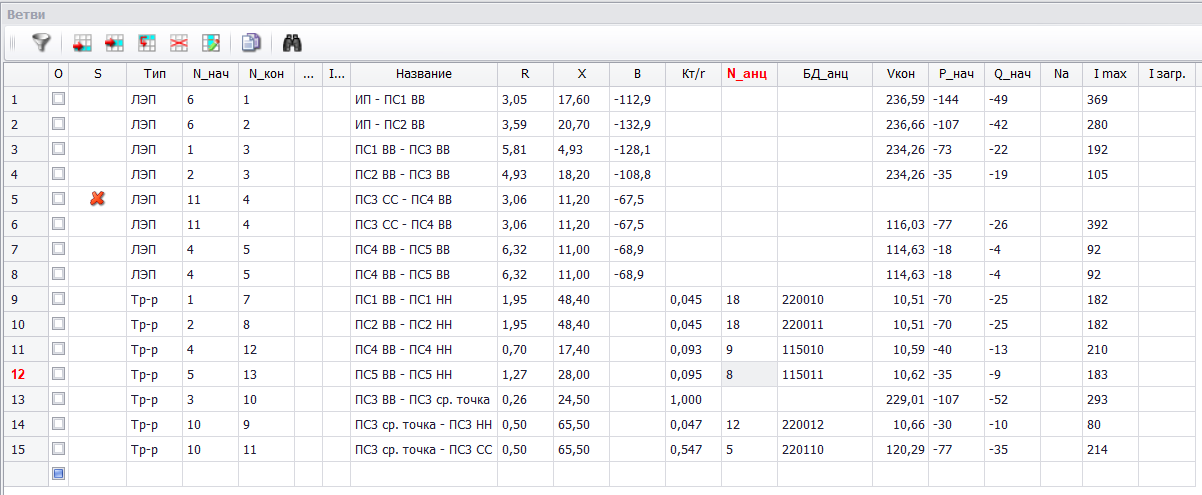 Ветви
O S Тип N_нач N_кон ... I... Название R X B Кт/r N_анц БД_анц Vкон P_нач Q_нач Na I max I загр.
1 ЛЭП 6 1 ИП - ПС1 ВВ 3,05 17,60 -112,9 236,59 -144 -49 369
2 ЛЭП 6 2 ИП - ПС2 ВВ 3,59 20,70 -132,9 236,66 -107 -42 280
3 ЛЭП 1 3 ПС1 ВВ - ПС3 ВВ 5,81 4,93 -128,1 234,26 -73 -22 192
4 ЛЭП 2 3 ПС2 ВВ - ПС3 ВВ 4,93 18,20 -108,8 234,26 -35 -19 105
5 ЛЭП 11 4 ПС3 СС - ПС4 ВВ 3,06 11,20 -67,5
6 ЛЭП 11 4 ПС3 СС - ПС4 ВВ 3,06 11,20 -67,5 116,03 -77 -26 392
7 ЛЭП 4 5 ПС4 ВВ - ПС5 ВВ 6,32 11,00 -68,9 114,63 -18 -4 92
8 ЛЭП 4 5 ПС4 ВВ - ПС5 ВВ 6,32 11,00 -68,9 114,63 -18 -4 92
9 Тр-р 1 7 ПС1 ВВ - ПС1 НН 1,95 48,40 0,045 18 220010 10,51 -70 -25 182
10 Тр-р 2 8 ПС2 ВВ - ПС2 НН 1,95 48,40 0,045 18 220011 10,51 -70 -25 182
11 Тр-р 4 12 ПС4 ВВ - ПС4 НН 0,70 17,40 0,093 9 115010 10,59 -40 -13 210
12 Тр-р 5 13 ПС5 ВВ - ПС5 НН 1,27 28,00 0,095 8 115011 10,62 -35 -9 183
13 Тр-р 3 10 ПС3 ВВ - ПС3 ср. точка 0,26 24,50 1,000 229,01 -107 -52 293
14 Тр-р 10 9 ПС3 ср. точка - ПС3 НН 0,50 65,50 0,047 12 220012 10,66 -30 -10 80
15 Тр-р 10 11 ПС3 ср. точка - ПС3 СС 0,50 65,50 0,547 5 220110 120,29 -77 -35 214